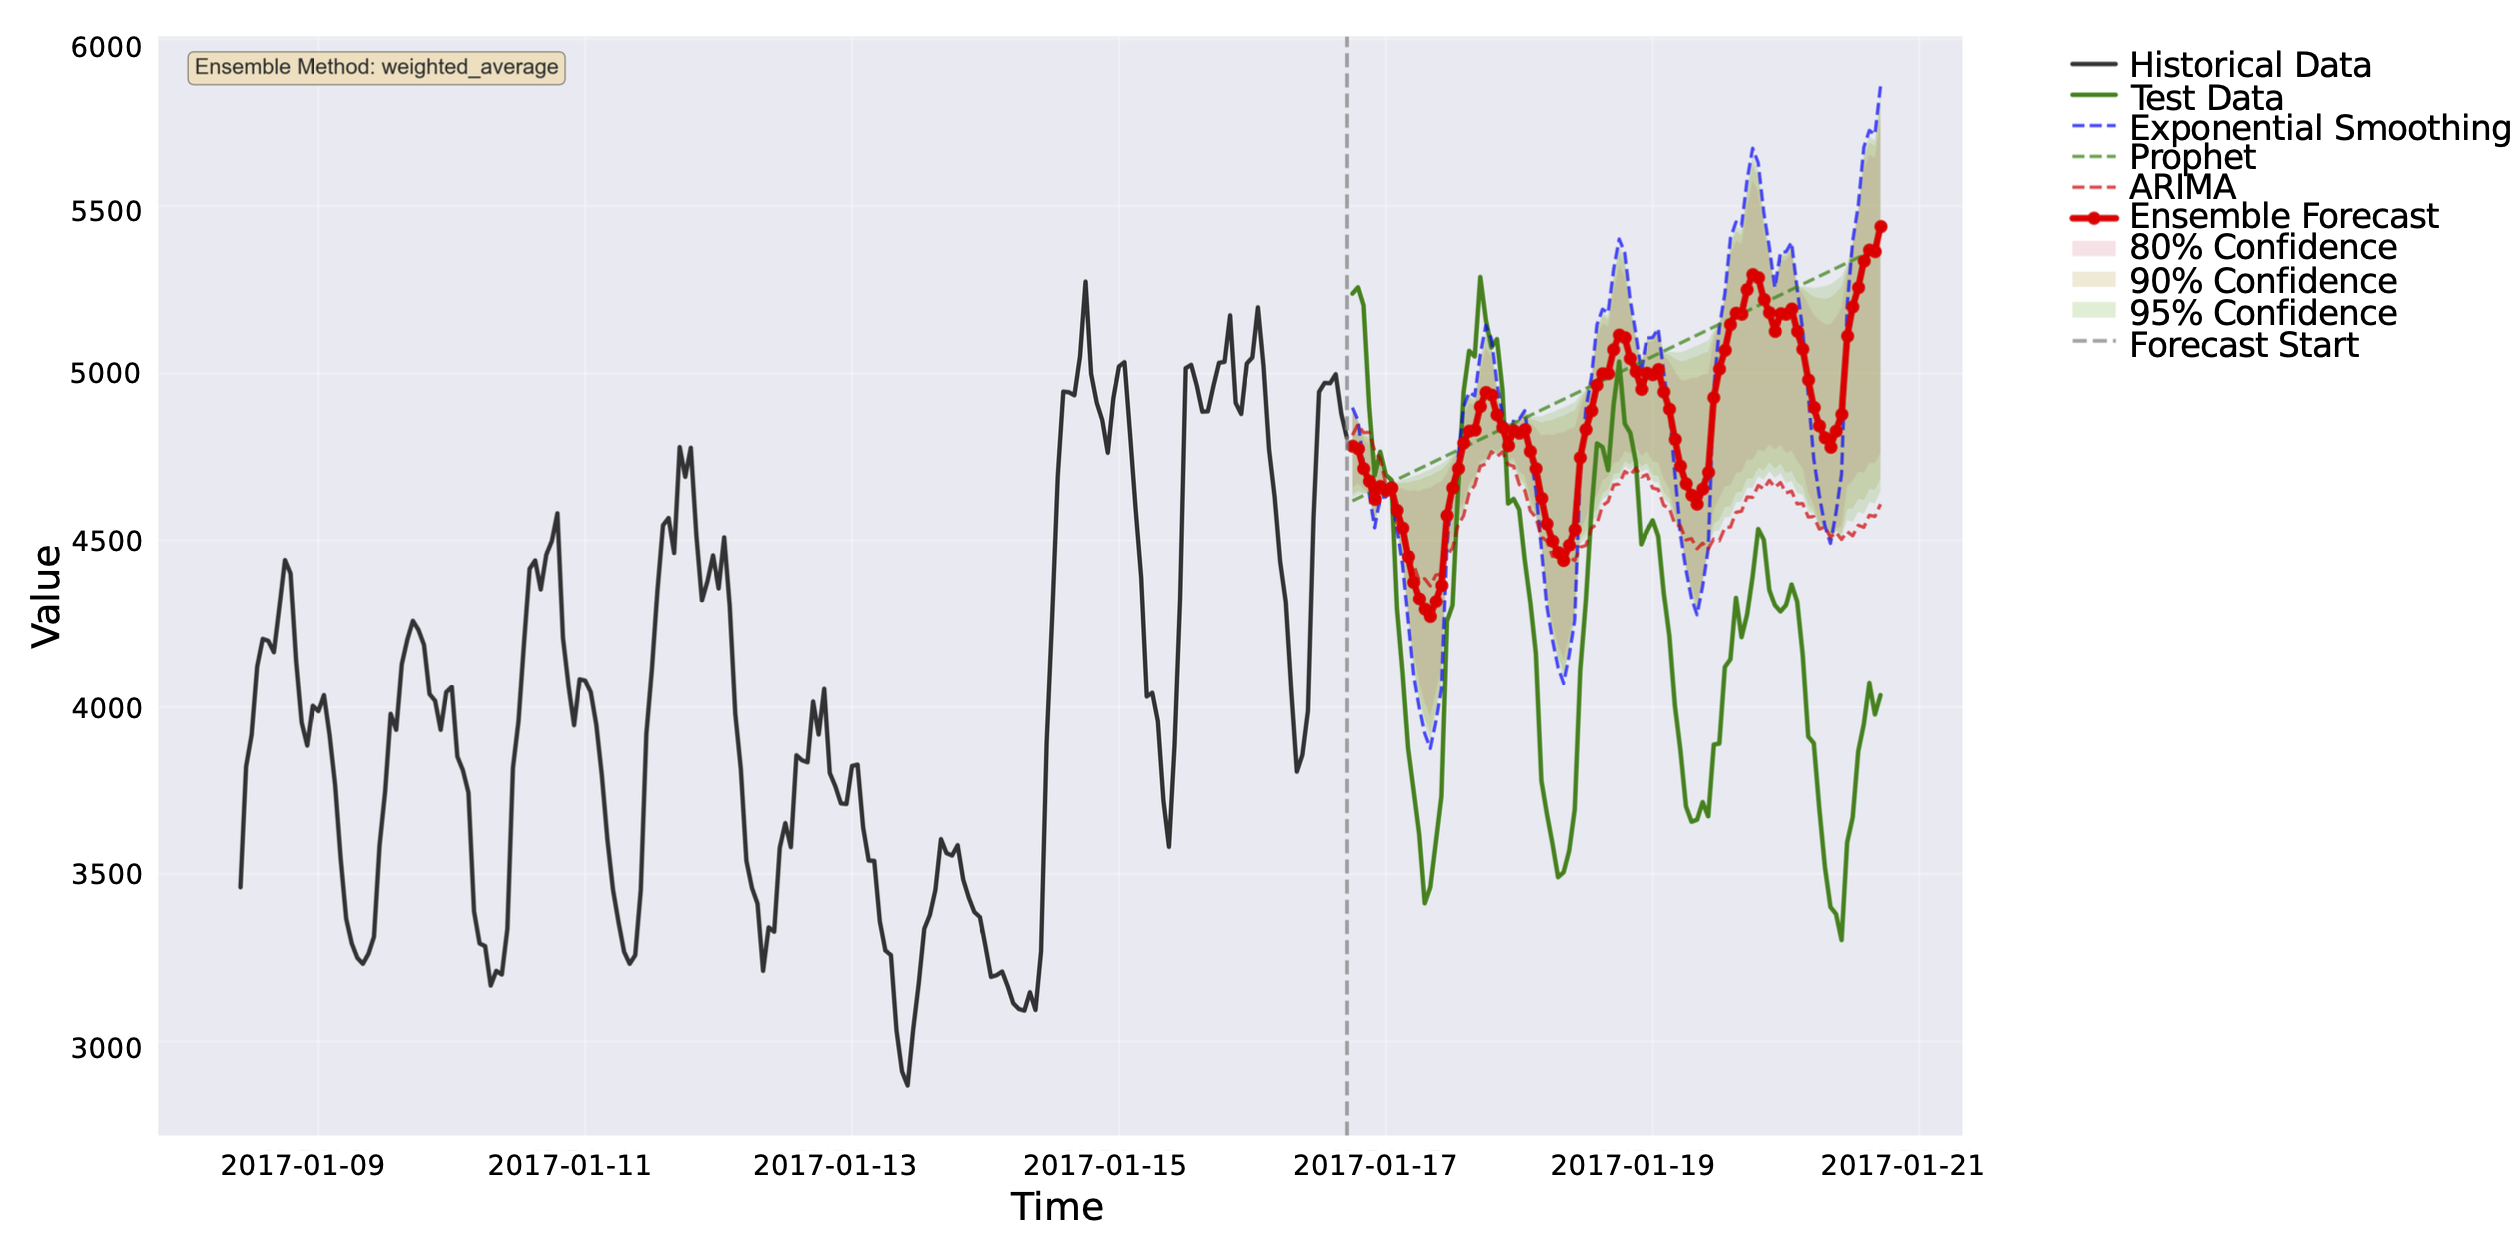 Ensemble Method: weighted_average
6000
5500
5000
4500
4000
3500
3000
Value
2017-01-09
2017-01-11
2017-01-13
2017-01-15
2017-01-17
2017-01-19
2017-01-21
Time
Historical Data
Test Data
Exponential Smoothing
Prophet
ARIMA
Ensemble Forecast
80% Confidence
90% Confidence
95% Confidence
Forecast Start